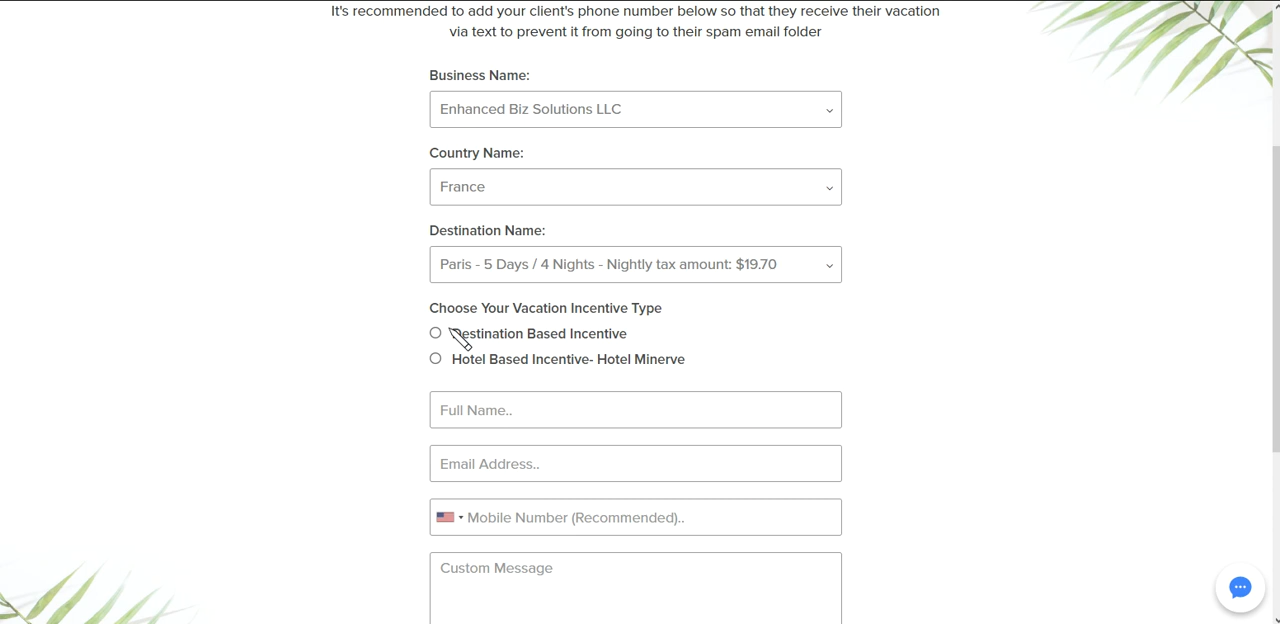 It's recommended to add your client's phone number below so that they receive their vacation
via text to prevent it from going to their spam email folder
Business Name:
Enhanced Biz Solutions LLC
Country Name:
France
Destination Name:
Paris - 5 Days / 4 Nights - Nightly tax amount: $19.70
Choose Your Vacation Incentive Type
Destination Based Incentive
Hotel Based Incentive- Hotel Minerve
Full Name..
Email Address..
Mobile Number (Recommended)..
Custom Message